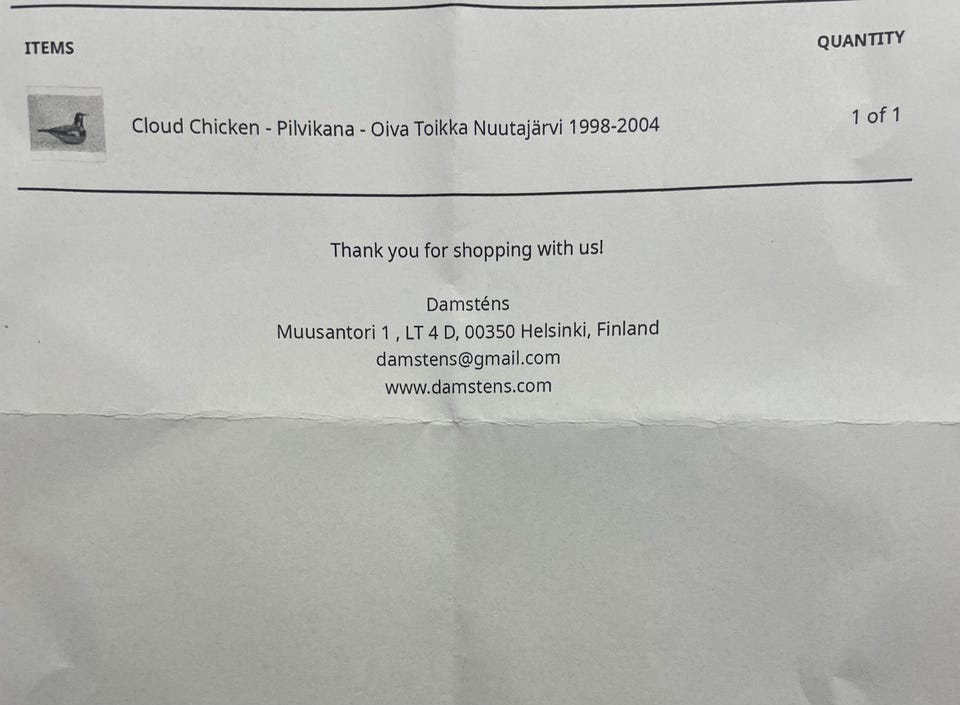 ITEMS
QUANTITY
Cloud Chicken - Pilvikana - Oiva Toikka Nuutajärvi 1998-2004
1 of 1
Thank you for shopping with us!
Damsténs
Muusantori 1 , LT 4 D, 00350 Helsinki, Finland
damstens@gmail.com
www.damstens.com